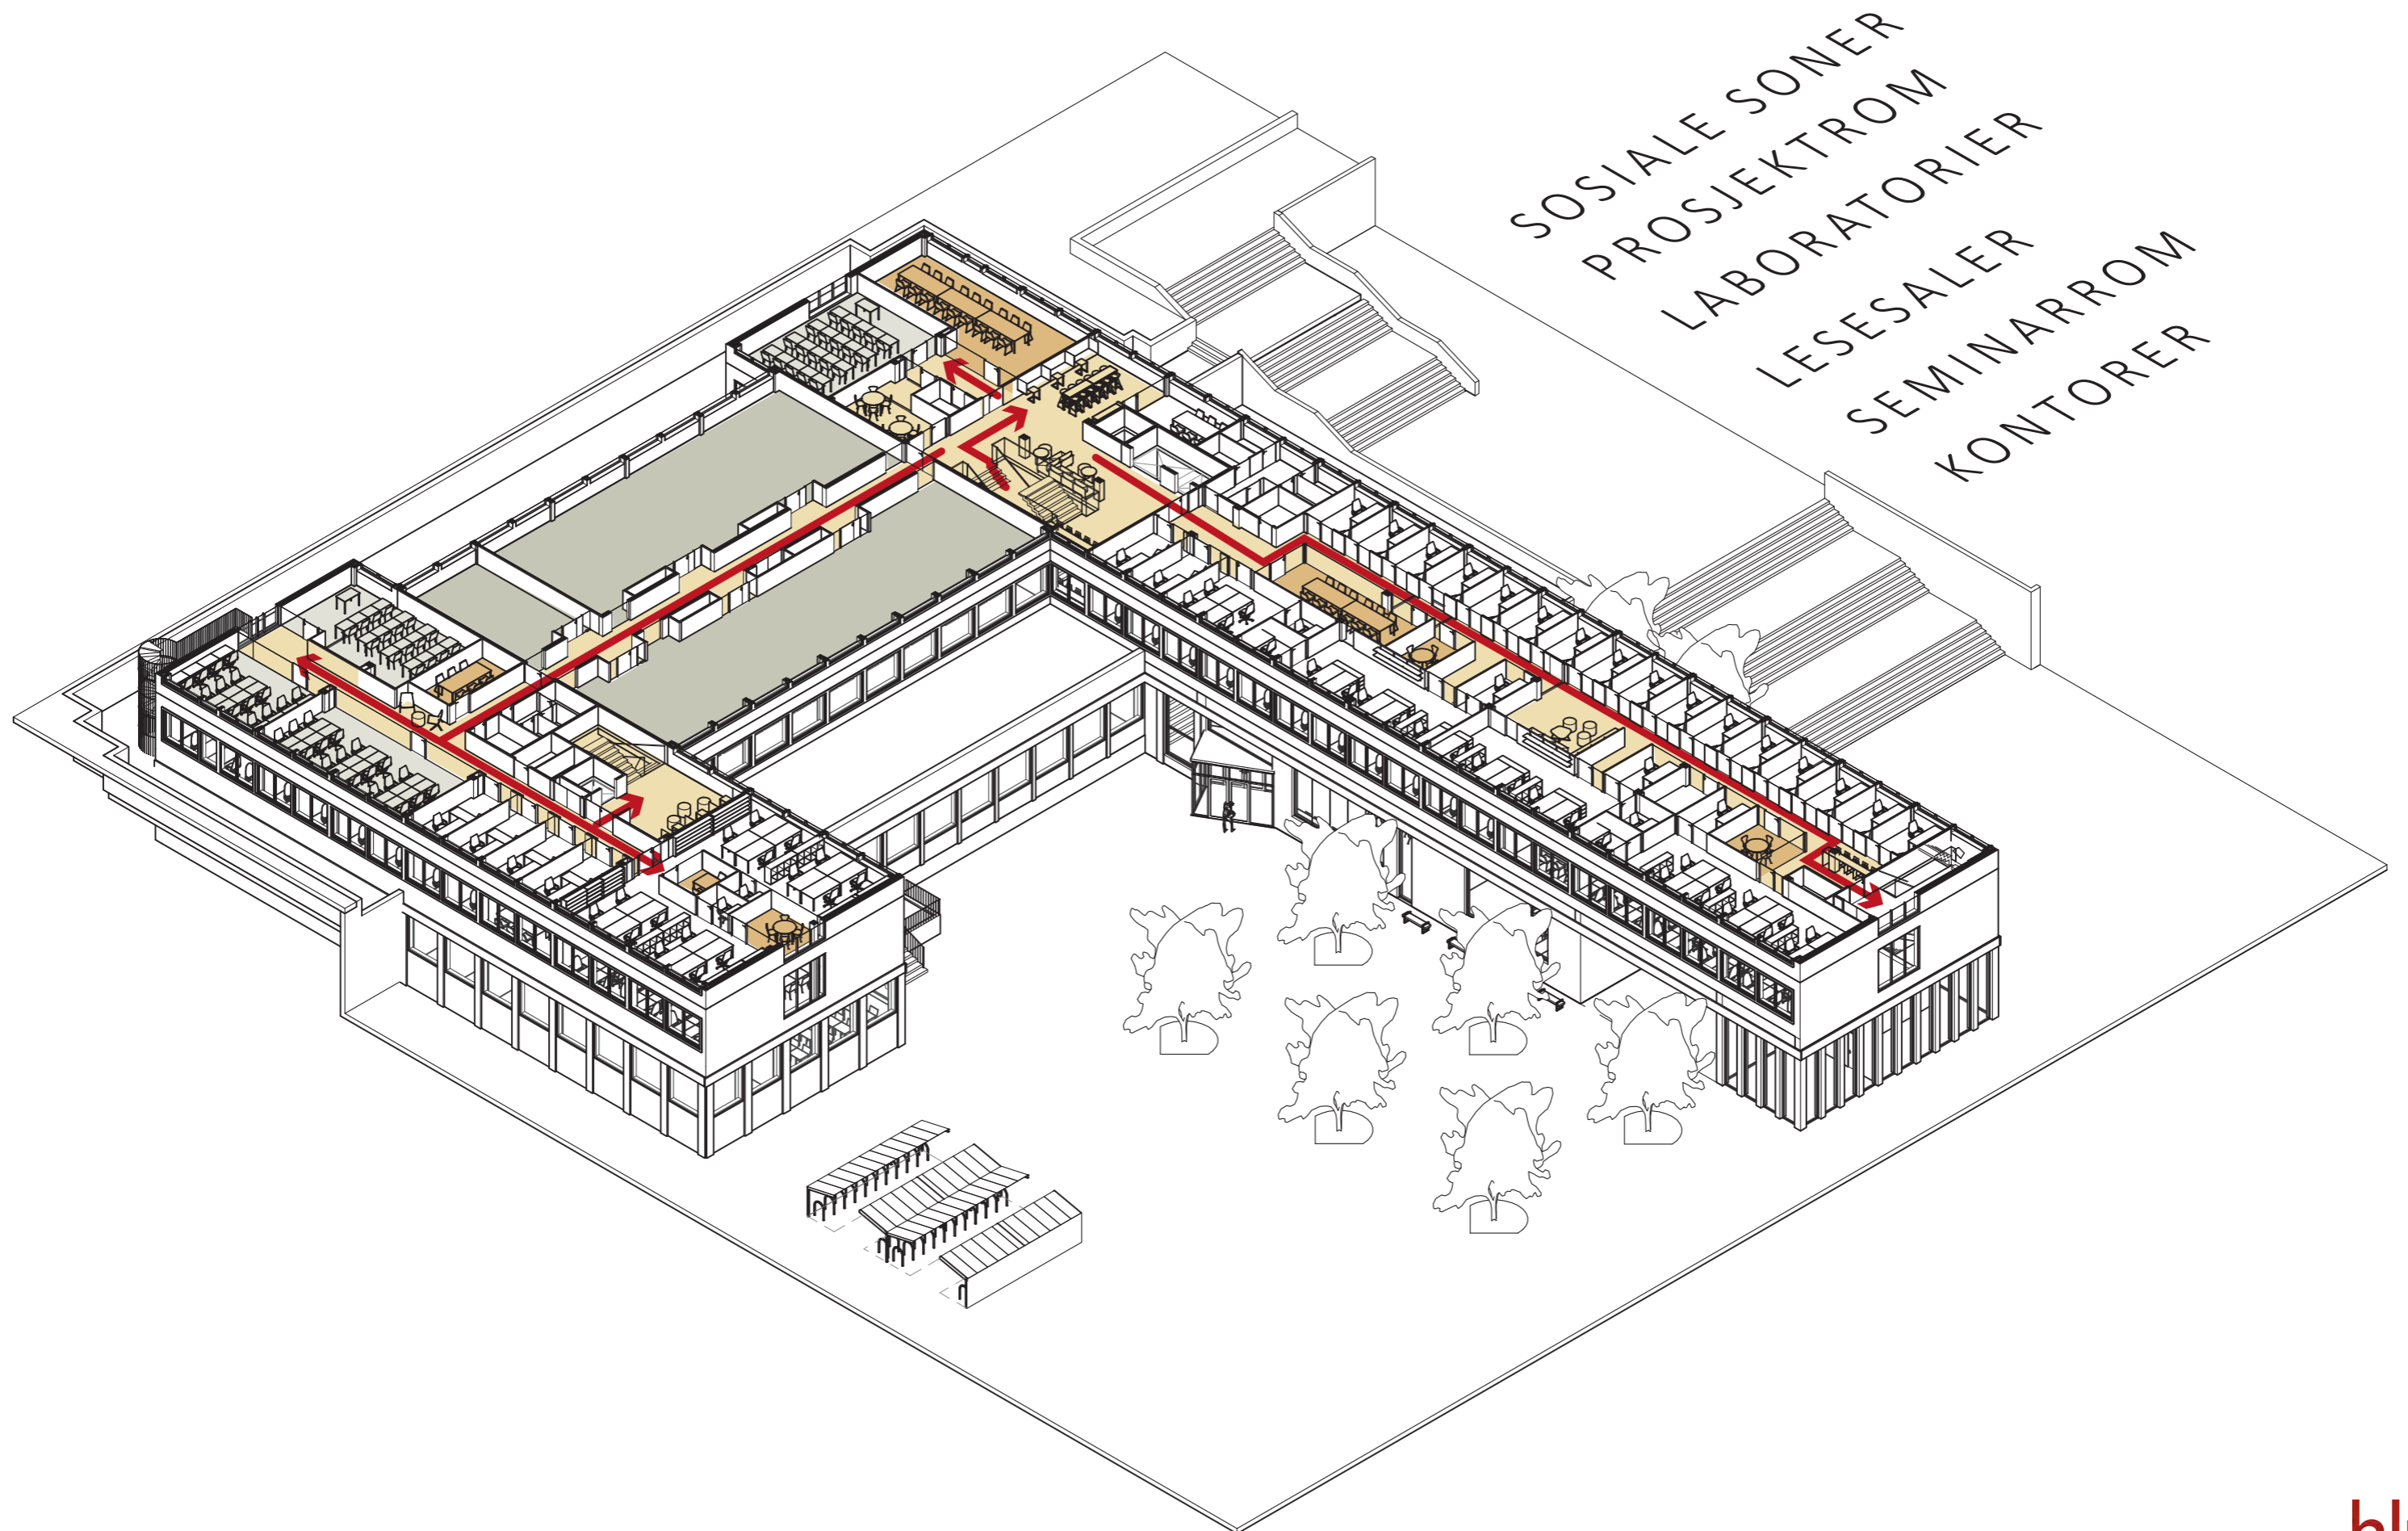 SOSIALE SONER
PROSJEKTROM
LABORATORIER
LESESALER
SEMINARROM
KONTORER